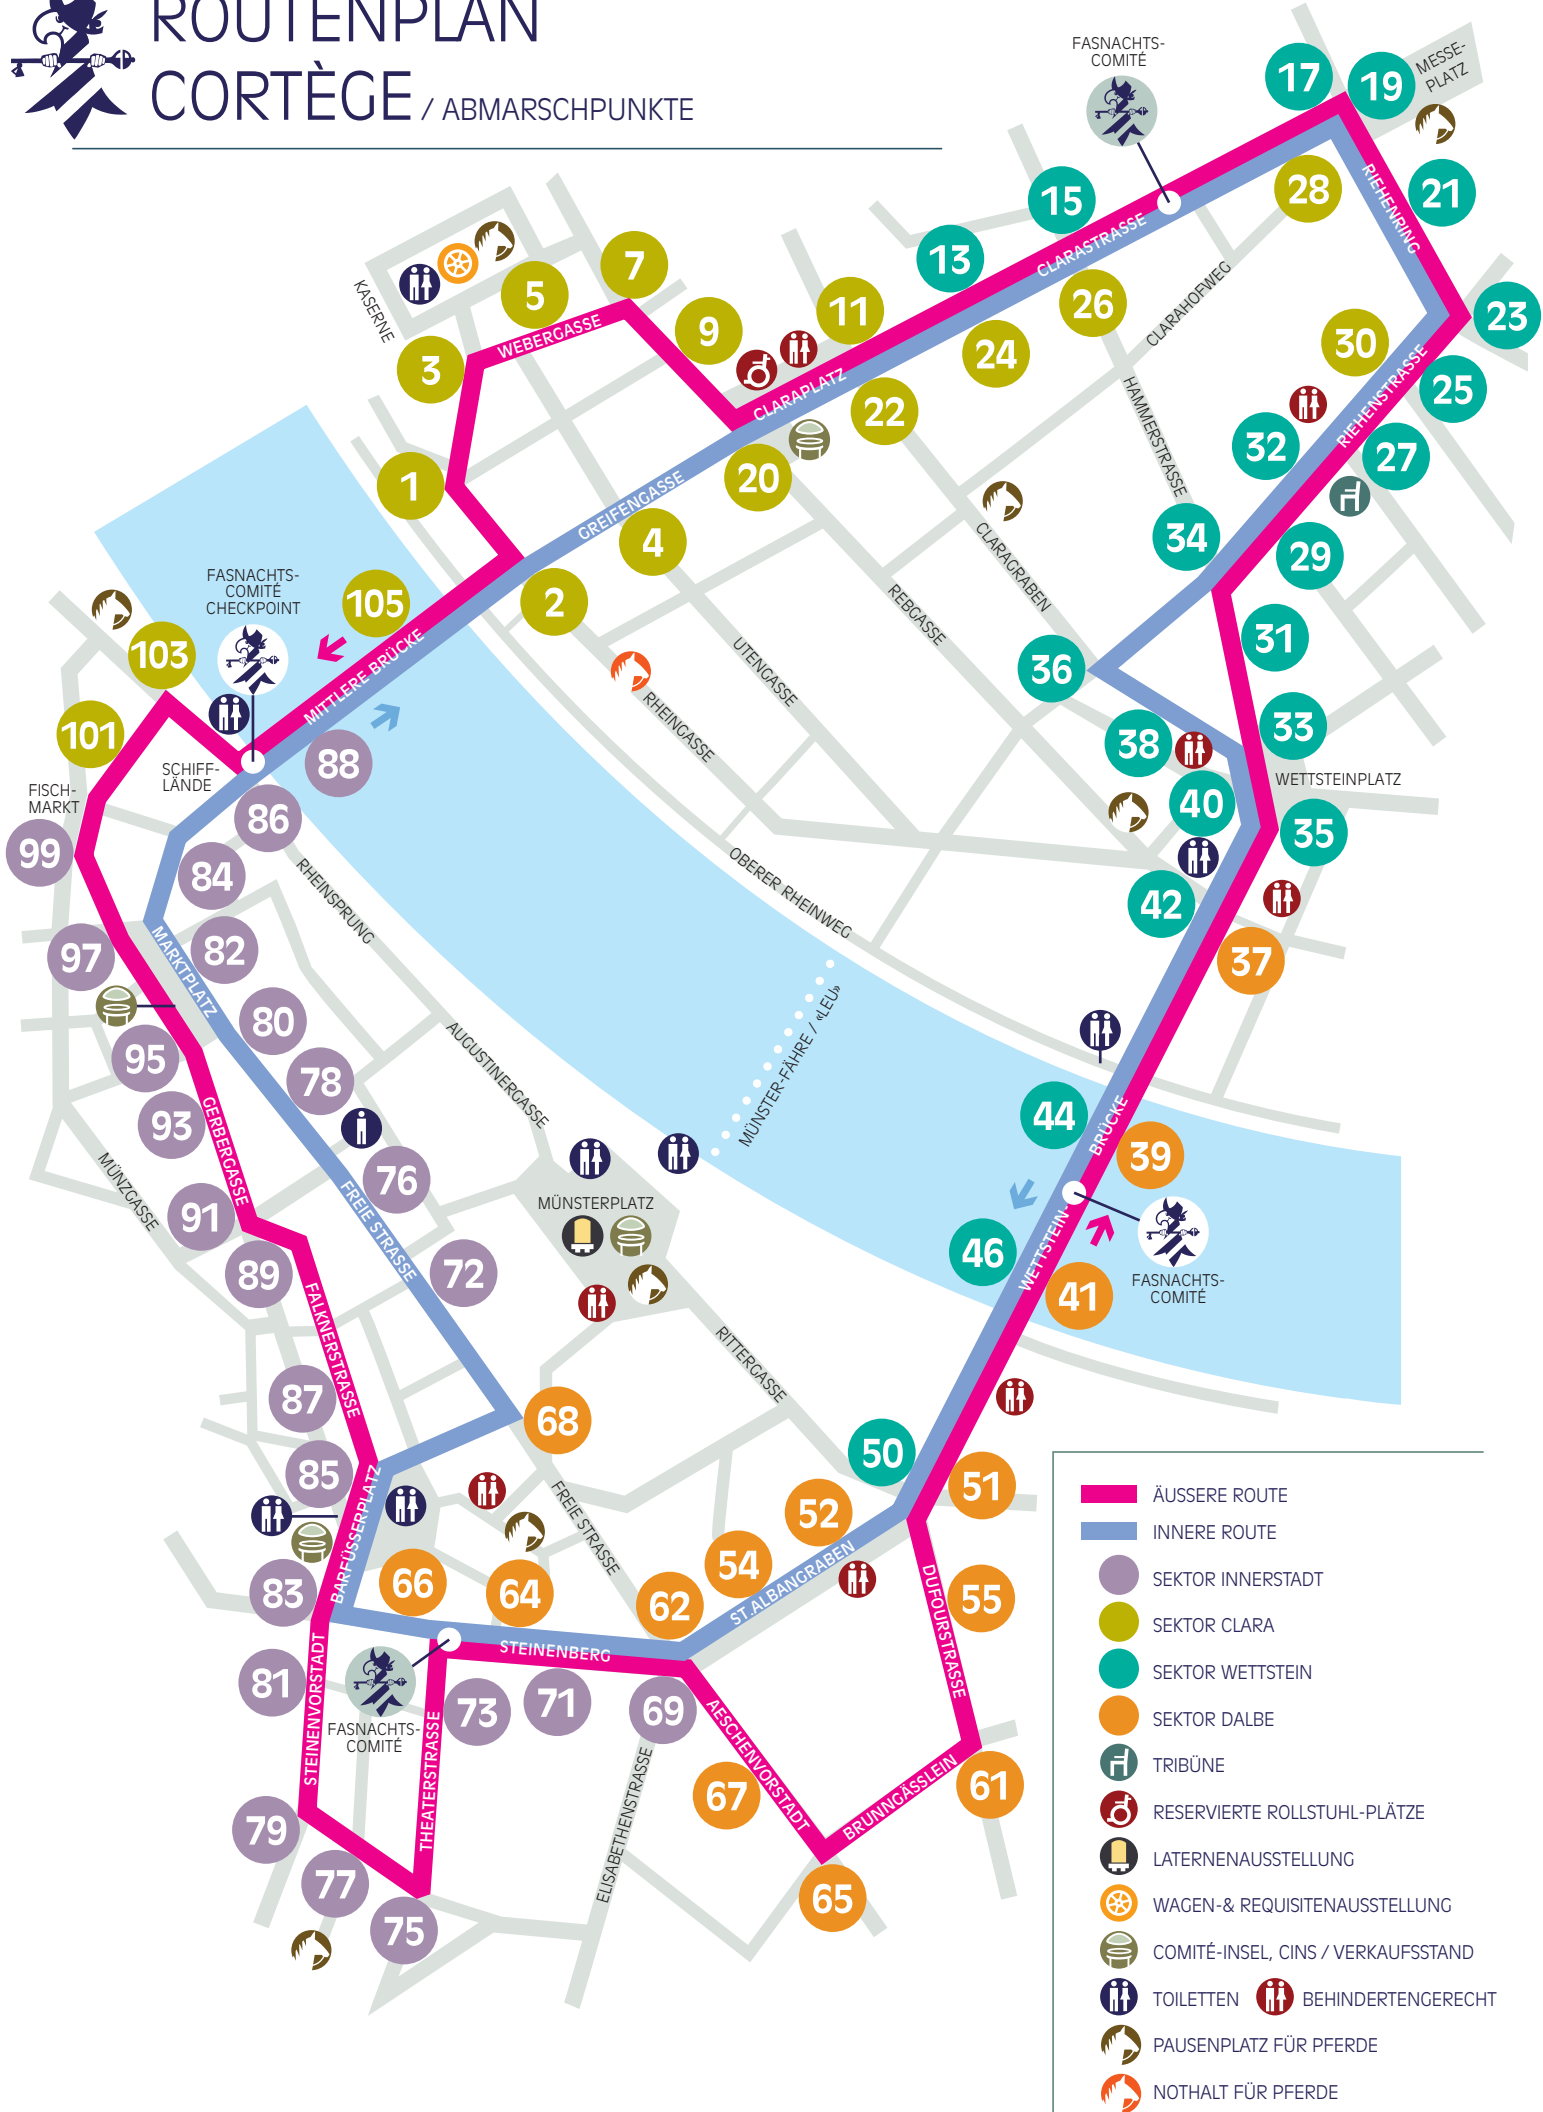 ROUTENPLAN
CORTÈGE / ABMARSCHPUNKTE
FASNACHTS-
COMITÉ
17
19
MESSE-
PLATZ
15
28
RIEHENRING
21
13
CLARASTRASSE
7
5
KASERNE
11
26
CLARAHOFWEG
23
WEBERGASSE
9
24
30
3
CLARAPLATZ
22
HAMMERSTRASSE
RIEHENSTRASSE
25
32
27
1
20
GREIFENGASSE
4
34
29
CLARAGRABEN
FASNACHTS-
COMITÉ
CHECKPOINT
105
2
REBGASSE
31
103
MITTLERE BRÜCKE
UTENGASSE
36
101
RHEINGASSE
33
38
SCHIFF-
LÄNDE
88
WETTSTEINPLATZ
FISCH-
MARKT
86
40
35
99
84
RHEINSPRUNG
OBERER RHEINWEG
42
97
MARKTPLATZ
82
37
80
MÜNSTER-FÄHRE / «LEU»
95
78
AUGUSTINERGASSE
93
GERBERGASSE
44
BRÜCKE
39
MÜNZGASSE
76
91
FREIE STRASSE
MÜNSTERPLATZ
46
WETTSTEIN
89
72
41
FASNACHTS-
COMITÉ
FALKNERSTRASSE
RITTERGASSE
87
68
85
50
51
BARFÜSSERPLATZ
FREIE STRASSE
52
54
ST.ALBANGRABEN
83
66
64
62
DUFOURSTRASSE
55
STEINENBERG
81
STEINENVORSTADT
73
71
69
FASNACHTS-
COMITÉ
THEATERSTRASSE
AESCHENVORSTADT
67
BRUNNGÄSSLEIN
61
79
ELISABETHENSTRASSE
77
65
75
ÄUSSERE ROUTE
INNERE ROUTE
SEKTOR INNERSTADT
SEKTOR CLARA
SEKTOR WETTSTEIN
SEKTOR DALBE
TRIBÜNE
RESERVIERTE ROLLSTUHL-PLÄTZE
LATERNENAUSSTELLUNG
WAGEN-& REQUISITENAUSSTELLUNG
COMITÉ-INSEL, CINS / VERKAUFSSTAND
TOILETTEN BEHINDERTENGERECHT
PAUSENPLATZ FÜR PFERDE
NOTHALT FÜR PFERDE